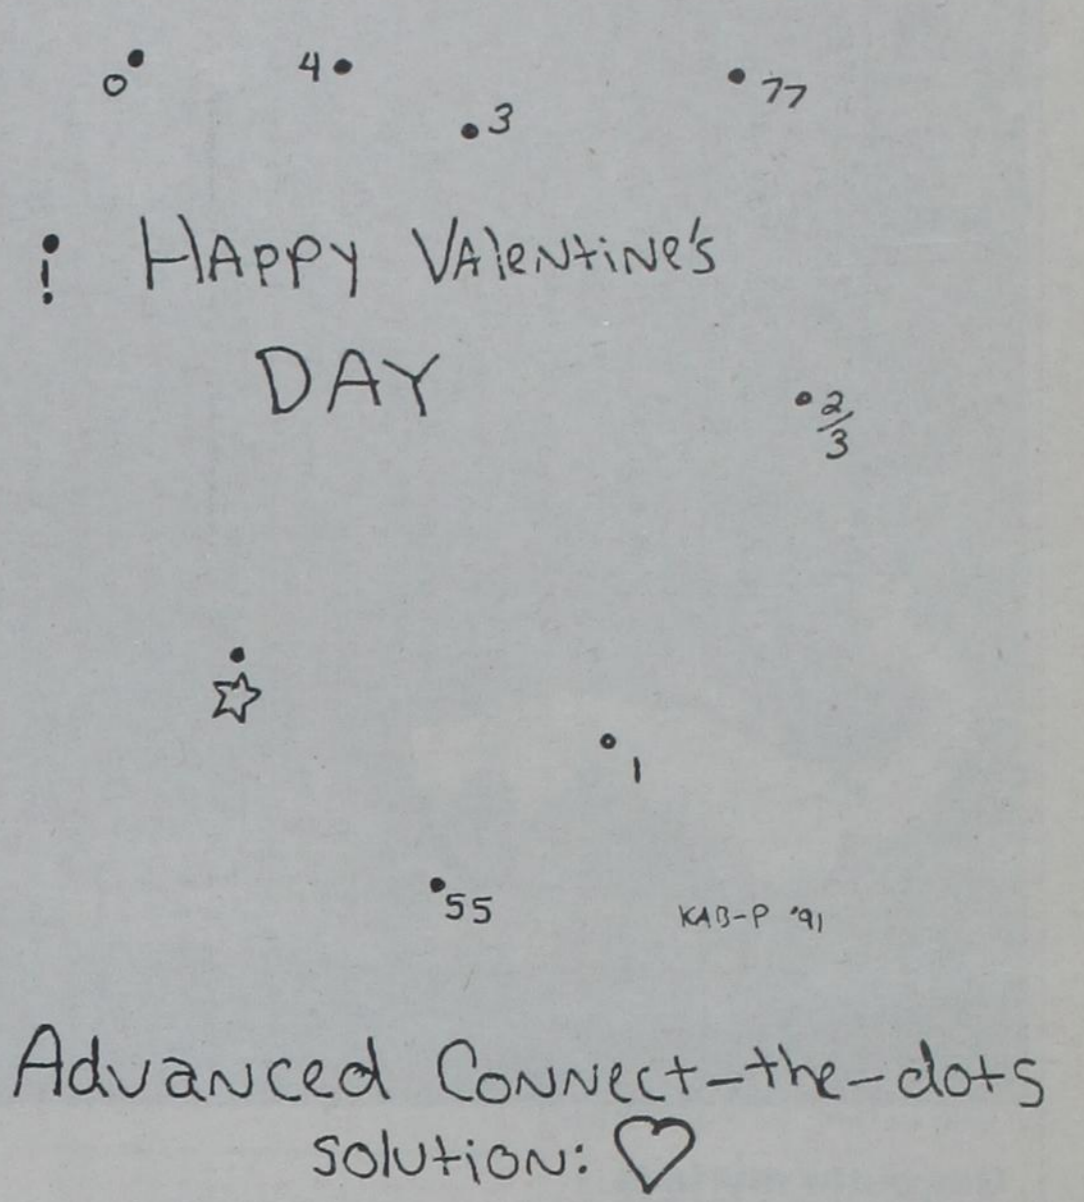 0
4
3
77
! Happy Valentine's
DAY
2/3
1
55
KAB-P '91
Advanced Connect-the-dots
solution: